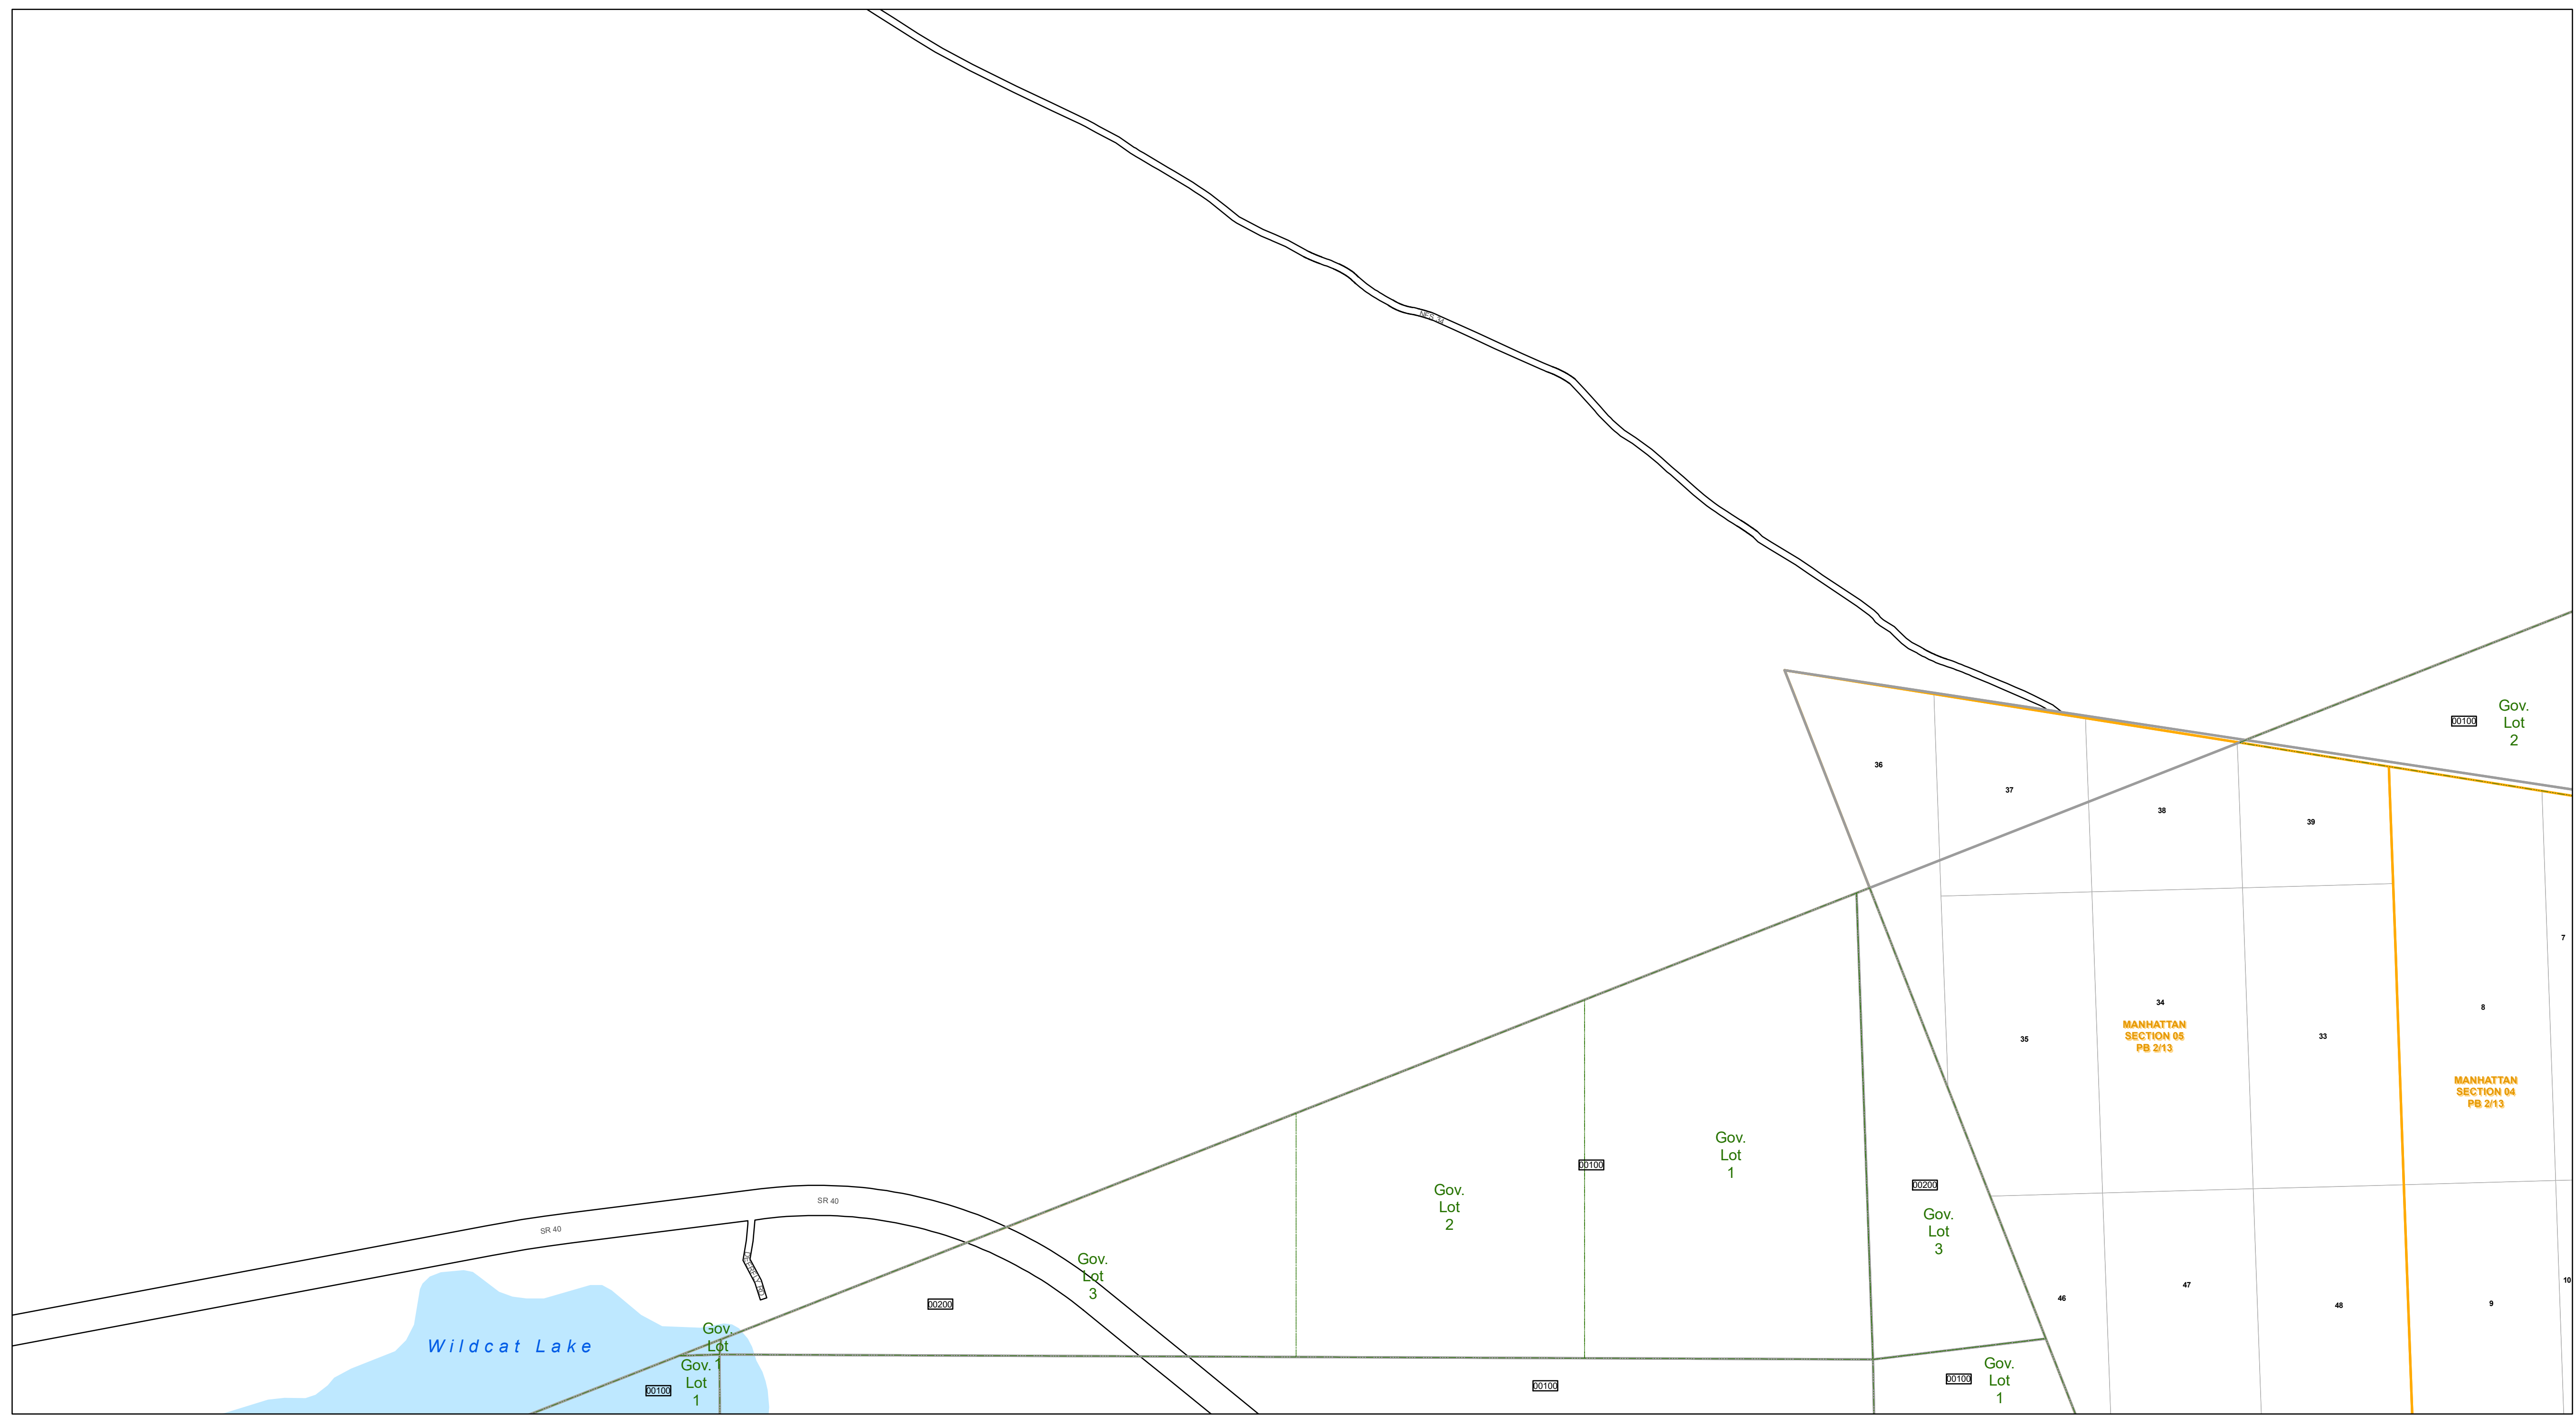 NFS 34
Gov.
Lot
2
00100
36
37
38
39
7
34
8
MANHATTAN
SECTION 05
PB 2/13
33
35
MANHATTAN
SECTION 04
PB 2/13
Gov.
Lot
1
00100
00200
Gov.
Lot
2
Gov.
Lot
3
SR 40
SR 40
Gov.
Lot
3
00200
10
47
46
48
9
Wildcat Lake
Gov.
Lot
1
Gov.
Lot
1
00100
00100
00100
Gov.
Lot
1